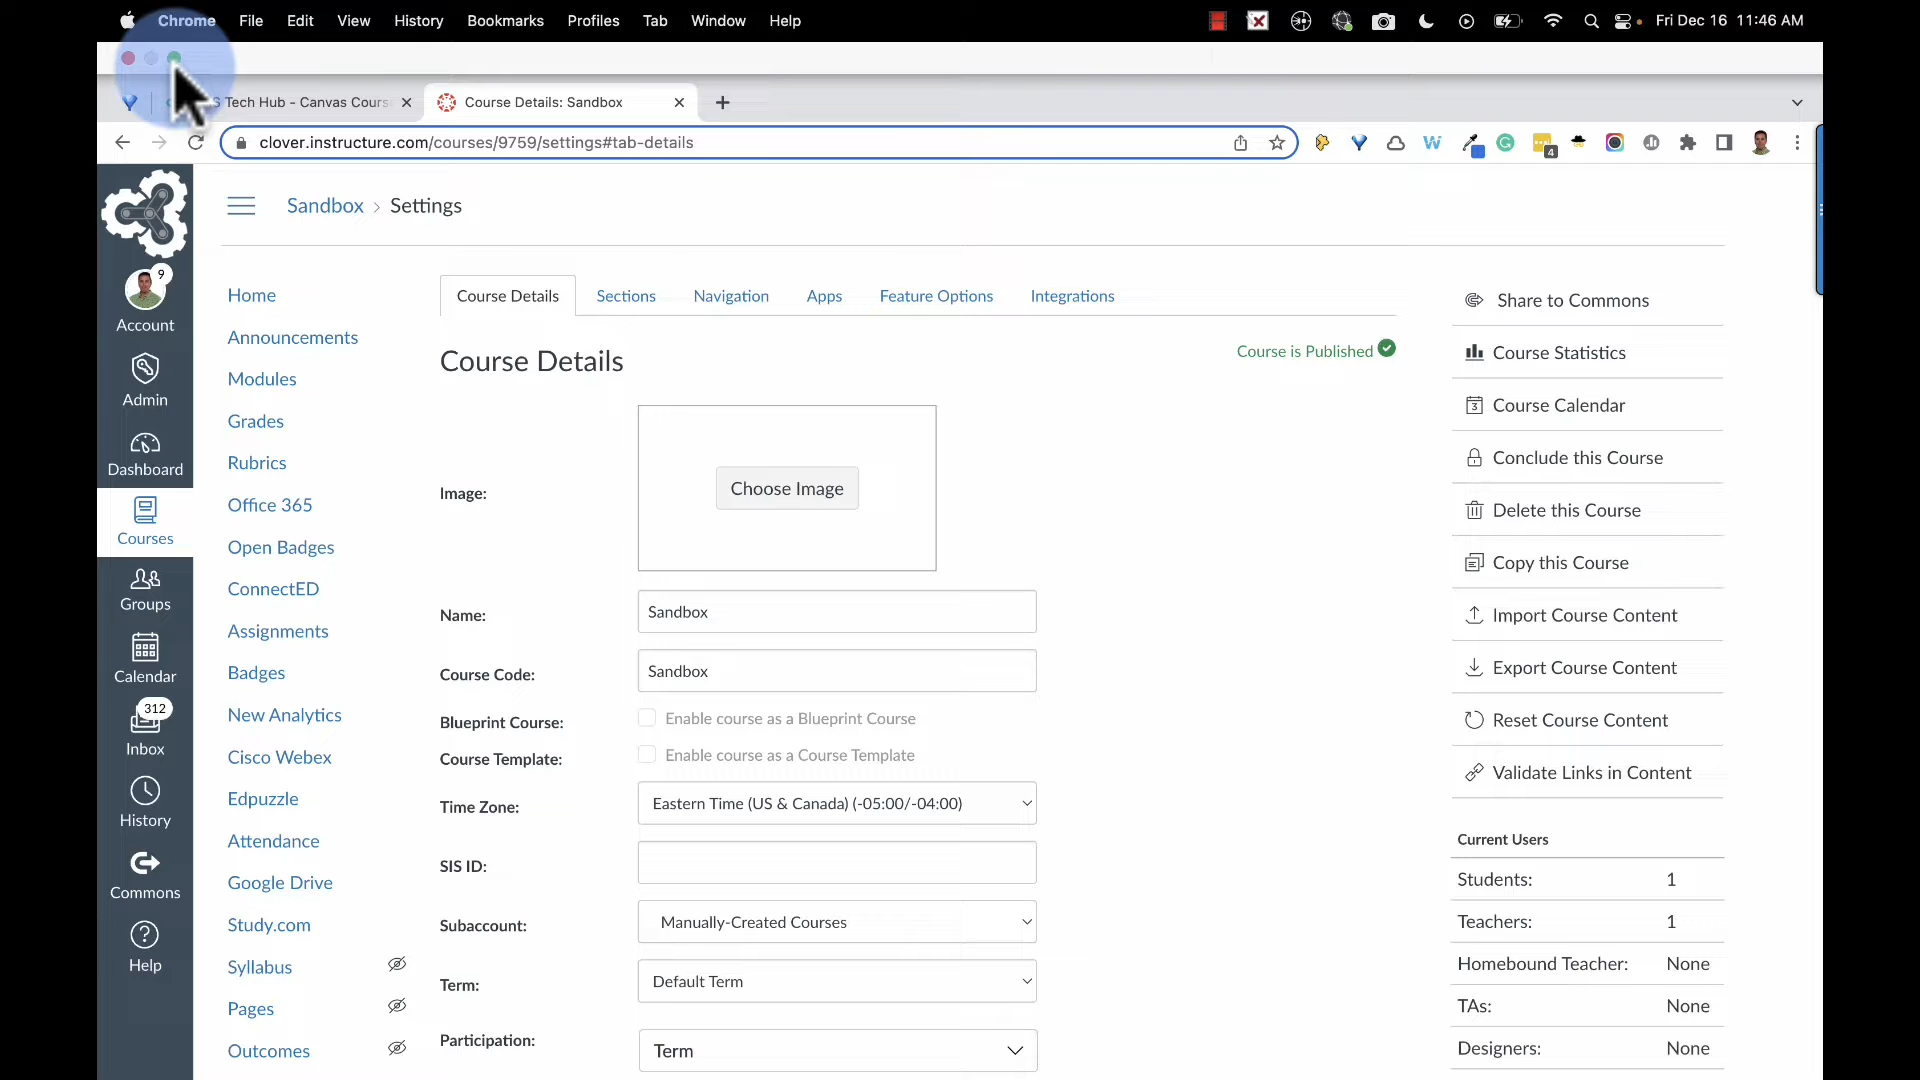 Chrome File Edit View History Bookmarks Profiles Tab Window Help Fri Dec 16 11:46 AM
S Tech Hub - Canvas Cours Course Details: Sandbox
clover.instructure.com/courses/9759/settings#tab-details
4
Sandbox > Settings
9
Account
Admin
Dashboard
Courses
Groups
Calendar
312
Inbox
History
Commons
Help
Home
Announcements
Modules
Grades
Rubrics
Office 365
Open Badges
ConnectED
Assignments
Badges
New Analytics
Cisco Webex
Edpuzzle
Attendance
Google Drive
Study.com
Syllabus
Pages
Outcomes
Course Details Sections Navigation Apps Feature Options Integrations
Course Details
Course is Published
Image:
Choose Image
Name: Sandbox
Course Code: Sandbox
Blueprint Course: Enable course as a Blueprint Course
Course Template: Enable course as a Course Template
Time Zone: Eastern Time (US & Canada) (-05:00/-04:00)
SIS ID:
Subaccount: Manually-Created Courses
Term: Default Term
Participation: Term
Share to Commons
Course Statistics
3 Course Calendar
Conclude this Course
Delete this Course
Copy this Course
Import Course Content
Export Course Content
Reset Course Content
Validate Links in Content
Current Users
Students: 1
Teachers: 1
Homebound Teacher: None
TAs: None
Designers: None